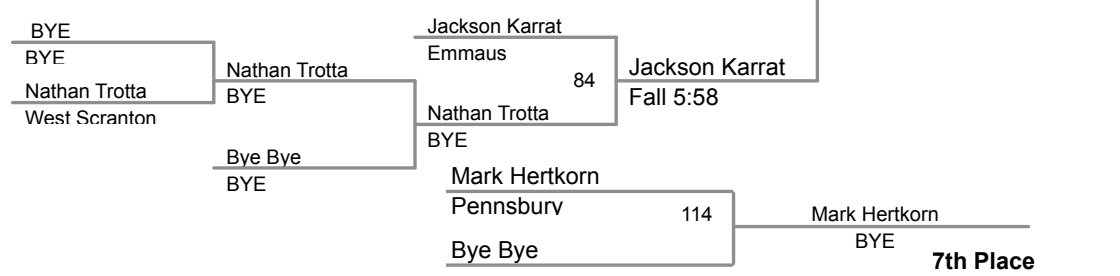 BYE
BYE
Nathan Trotta
West Scranton
Nathan Trotta
BYE
Bye Bye
BYE
Jackson Karrat
Emmaus
84
Nathan Trotta
BYE
Jackson Karrat
Fall 5:58
Mark Hertkorn
Pennsbury
114
Bye Bye
Mark Hertkorn
BYE
7th Place